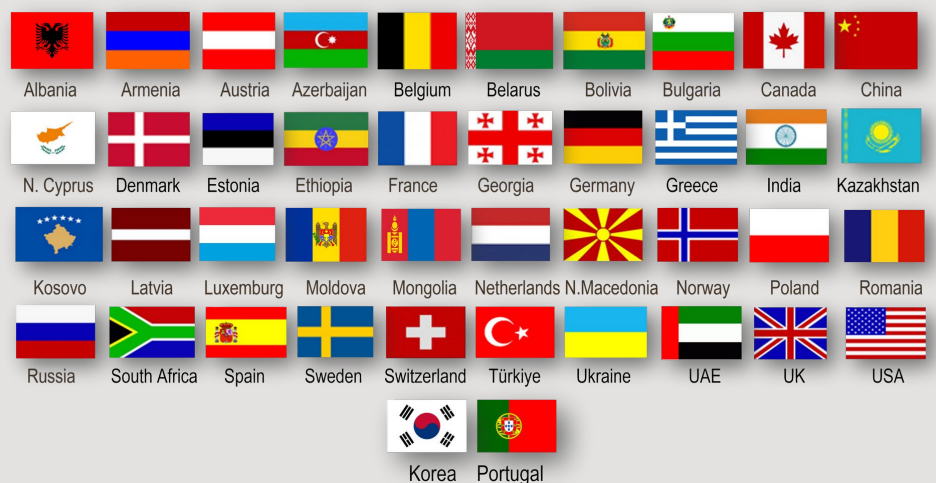 Albania Armenia Austria Azerbaijan Belgium Belarus Bolivia Bulgaria Canada China
N. Cyprus Denmark Estonia Ethiopia France Georgia Germany Greece India Kazakhstan
Kosovo Latvia Luxemburg Moldova Mongolia Netherlands N.Macedonia Norway Poland Romania
Russia South Africa Spain Sweden Switzerland Türkiye Ukraine UAE UK USA
Korea Portugal